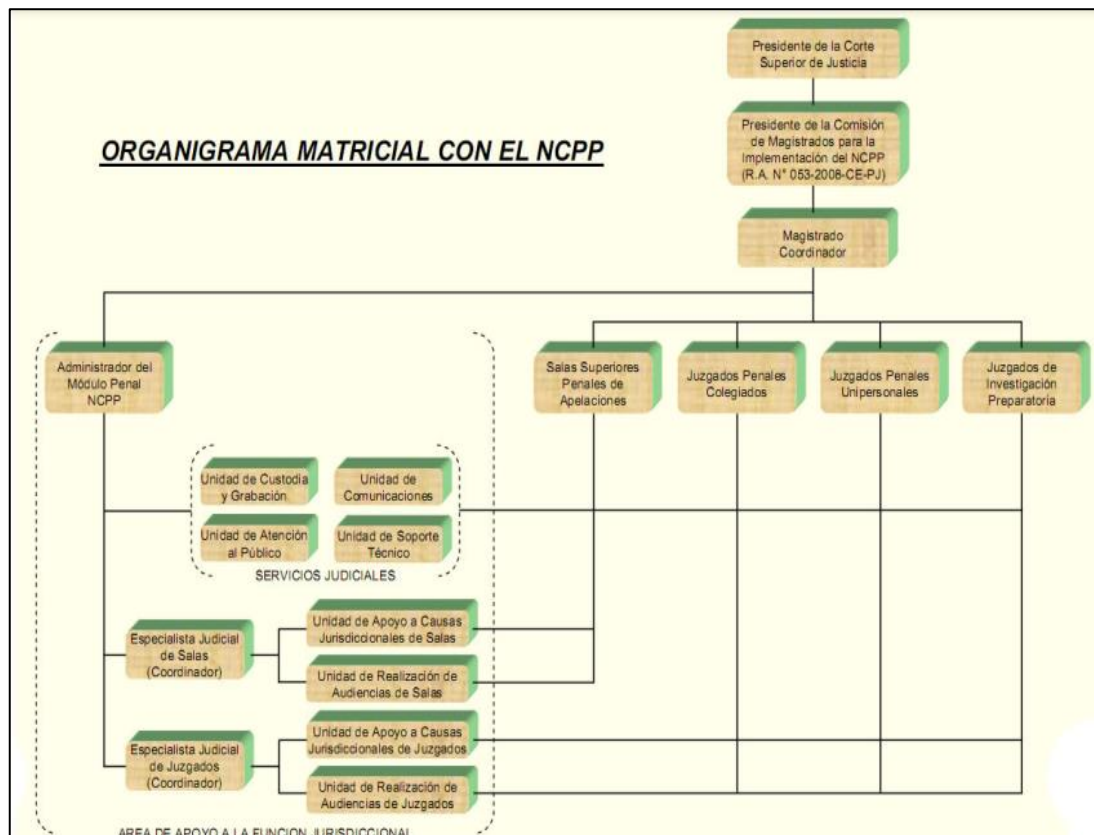 Presidente de la Corte
Superior de Justicia
Presidente de la Comisión
de Magistrados para la
Implementación del NCPP
(R.A. N° 053-2008-CE-PJ)
ORGANIGRAMA MATRICIAL CON EL NCPP
Magistrado
Coordinador
Administrador del
Módulo Penal
NCPP
Salas Superiores
Penales de
Apelaciones
Juzgados Penales
Colegiados
Juzgados Penales
Unipersonales
Juzgados de
Investigación
Preparatoria
Unidad de Custodia
y Grabación
Unidad de
Comunicaciones
Unidad de Atención
al Público
Unidad de Soporte
Técnico
SERVICIOS JUDICIALES
Especialista Judicial
de Salas
(Coordinador)
Unidad de Apoyo a Causas
Jurisdiccionales de Salas
Unidad de Realización de
Audiencias de Salas
Especialista Judicial
de Juzgados
(Coordinador)
Unidad de Apoyo a Causas
Jurisdiccionales de Juzgados
Unidad de Realización de
Audiencias de Juzgados
AREA DE APOYO A LA FUNCION JURISDICCIONAL